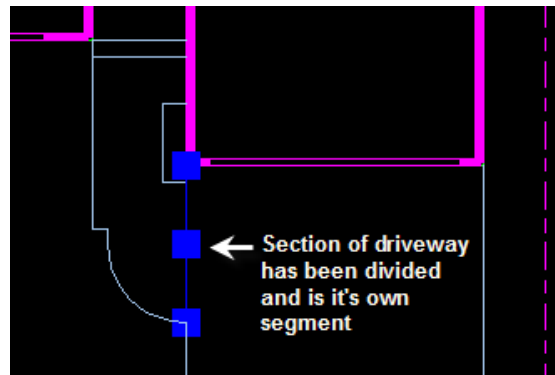 Section of driveway
has been divided
and is it's own
segment